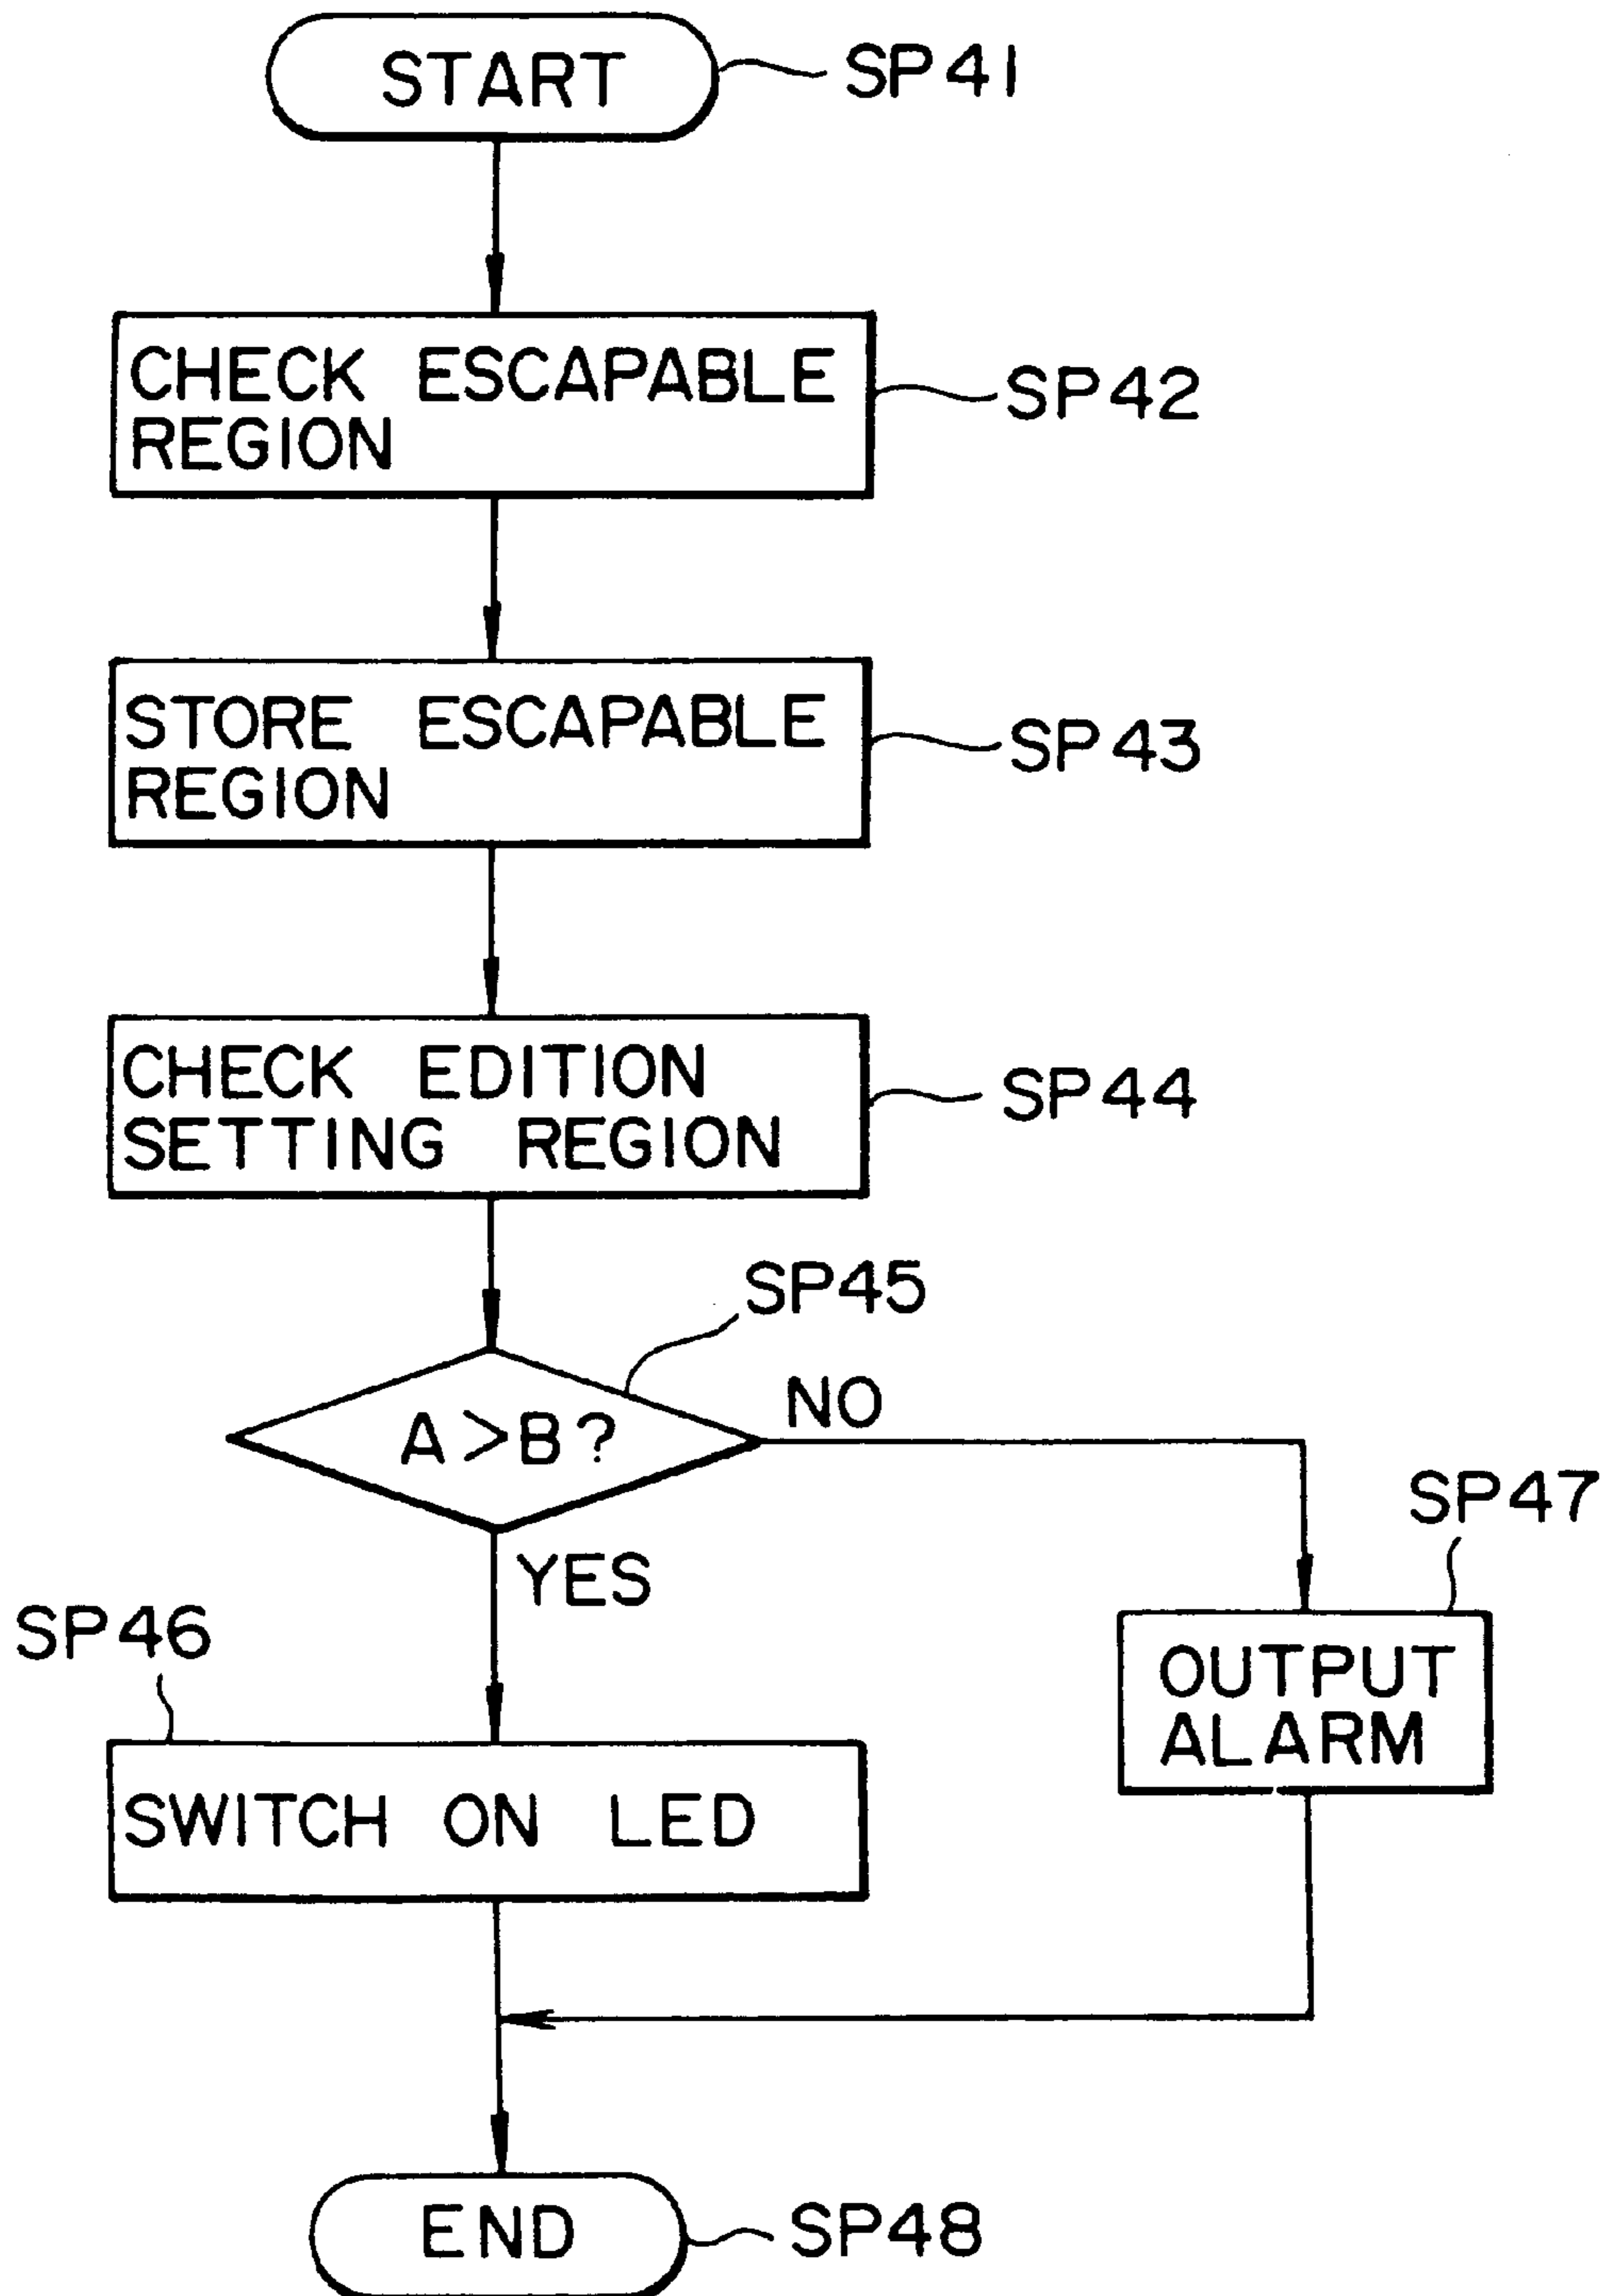 START
SP41
CHECK ESCAPABLE
REGION
SP42
STORE ESCAPABLE
REGION
SP43
CHECK EDITION
SETTING REGION
SP44
SP45
A>B?
NO
YES
SP47
SP46
OUTPUT
ALARM
SWITCH ON LED
END
SP48